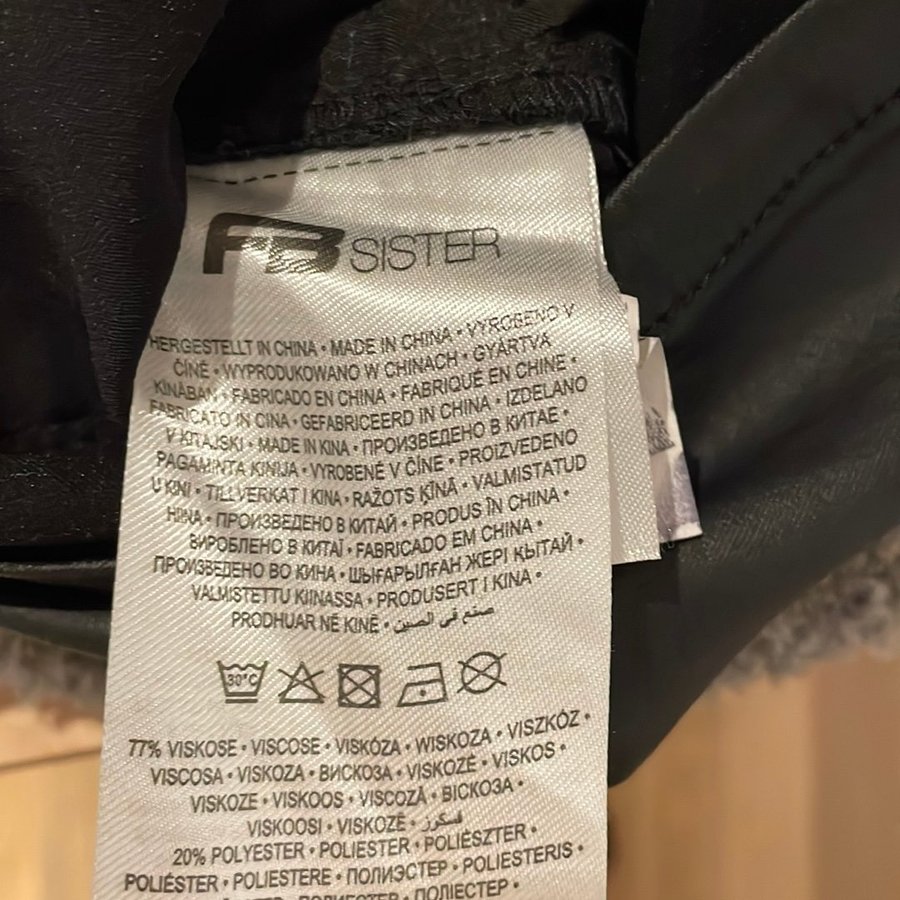 FB SISTER
HERGESTELLT IN CHINA • MADE IN CHINA • VYROBENO V
ČÍNĚ • WYPRODUKOWANO W CHINACH • GYÁRTVA
KÍNÁBAN • FABRICADO EN CHINA • FABRIQUÉ EN CHINE •
FABRICATO IN CINA • GEFABRICEERD IN CHINA • IZDELANO
V KITAJSKI • MADE IN KINA • ПРОИЗВЕДЕНО В КИТАЕ •
PAGAMINTA KINIJA • VYROBENÉ V ČÍNE • PROIZVEDENO
U KINI • TILLVERKAT I KINA • RAŽOTS ĶĪNĀ • VALMISTATUD
HIINA • ПРОИЗВЕДЕНО В КИТАЙ • PRODUS ÎN CHINA •
ВИРОБЛЕНО В КИТАЇ • FABRICADO EM CHINA •
ПРОИЗВЕДЕНО ВО КИНА • ШЫҒАРЫЛҒАН ЖЕРІ ҚЫТАЙ •
VALMISTETTU KIINASSA • PRODUSERT I KINA •
PRODHUAR NË KINË • صنع في الصين
30°C
77% VISKOSE • VISCOSE • VISKÓZA • WISKOZA • VISZKÓZ •
VISCOSA • VISKOZA • ВИСКОЗА • VISKOZĖ • VISKOS •
VISKOZE • VISKOOS • VISCOZĂ • ВІСКОЗА •
VISKOOSI • VISKOZË • فسكوز
20% POLYESTER • POLIESTER • POLIÉSZTER •
POLIÉSTER • POLIESTERE • ПОЛИЭСТЕР • POLIESTERIS •
ПОЛИЕСТЕР • ПОЛІЕСТЕР •